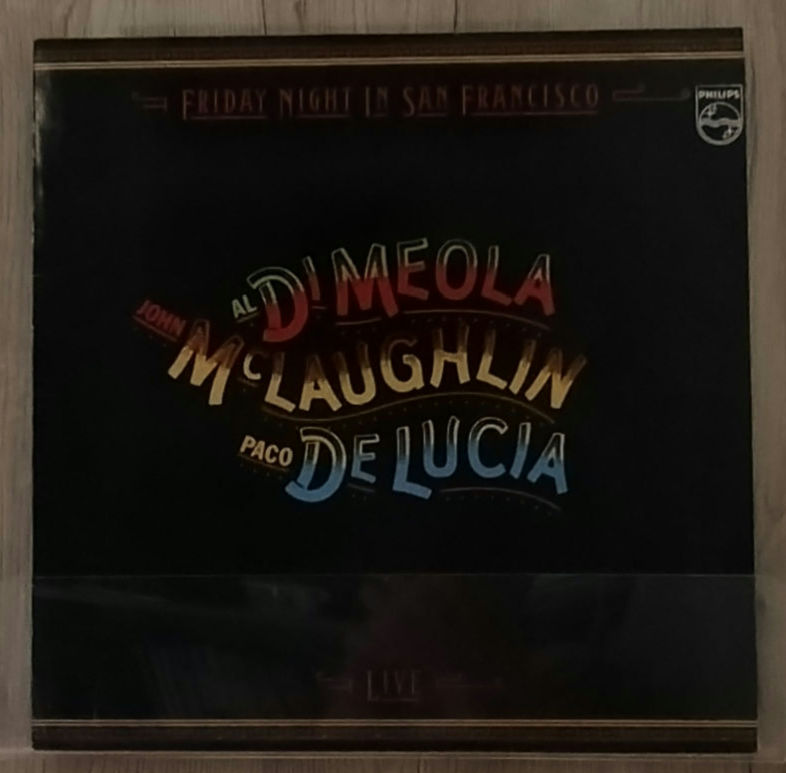 FRIDAY NIGHT IN SAN FRANCISCO
PHILIPS
AL DI MEOLA
JOHN McLAUGHLIN
PACO DE LUCIA
LIVE